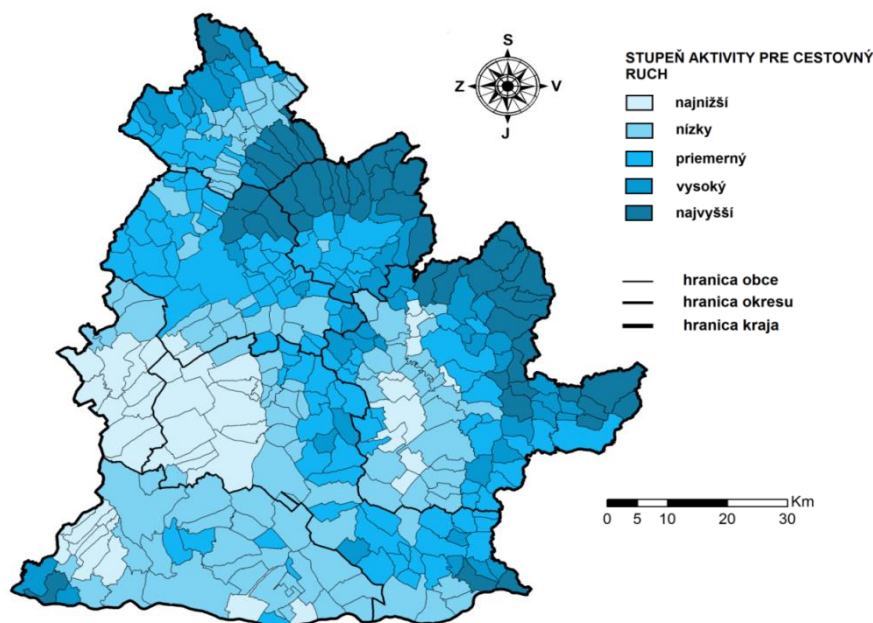 S
Z
V
J
STUPEŇ AKTIVITY PRE CESTOVNÝ
RUCH
najnižší
nízky
priemerný
vysoký
najvyšší
hranica obce
hranica okresu
hranica kraja
Km
0 5 10 20 30